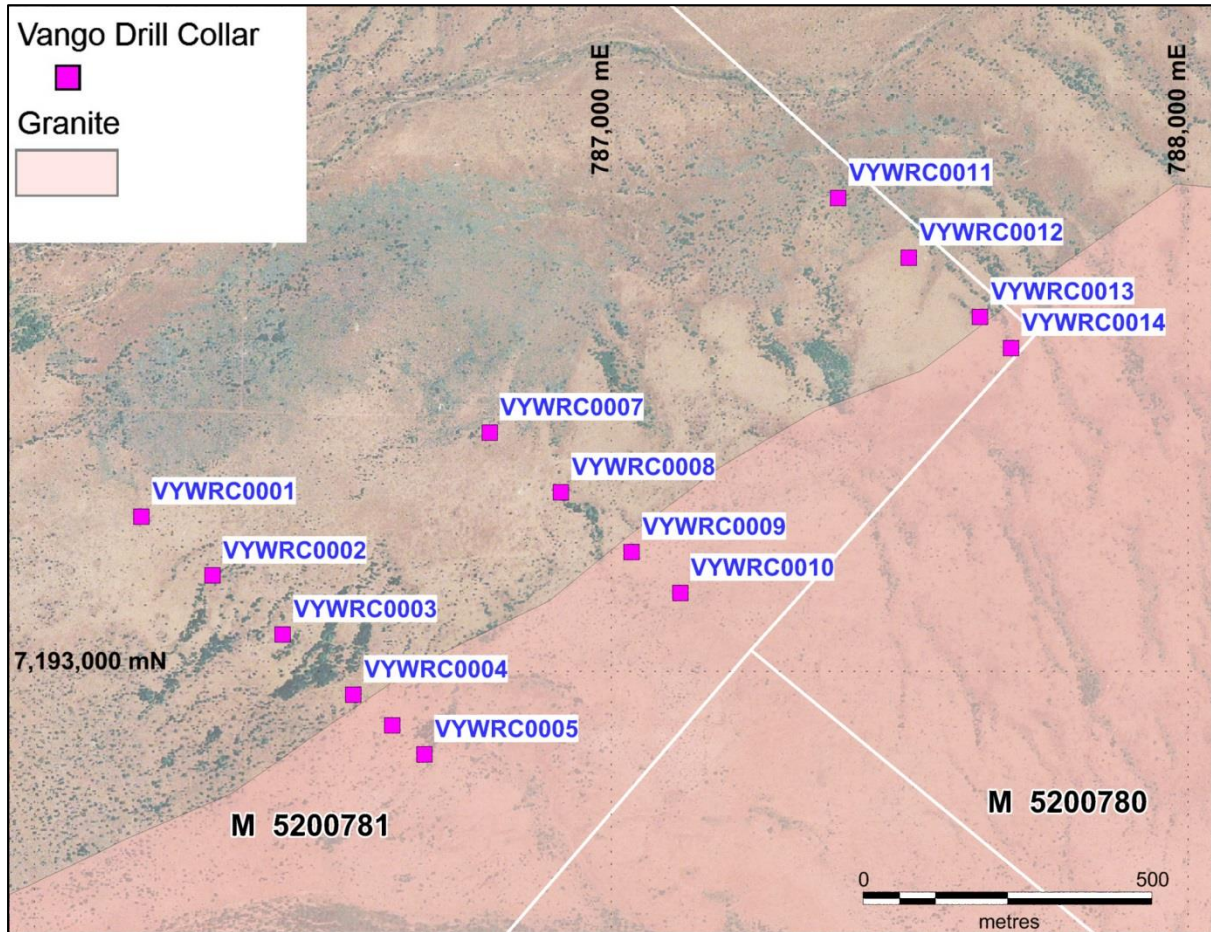 Vango Drill Collar
Granite
787,000 mE
788,000 mE
VYWRC0011
VYWRC0012
VYWRC0013
VYWRC0014
VYWRC0007
VYWRC0008
VYWRC0001
VYWRC0009
VYWRC0002
VYWRC0010
VYWRC0003
7,193,000 mN
VYWRC0004
VYWRC0005
M 5200781
M 5200780
0 500
metres